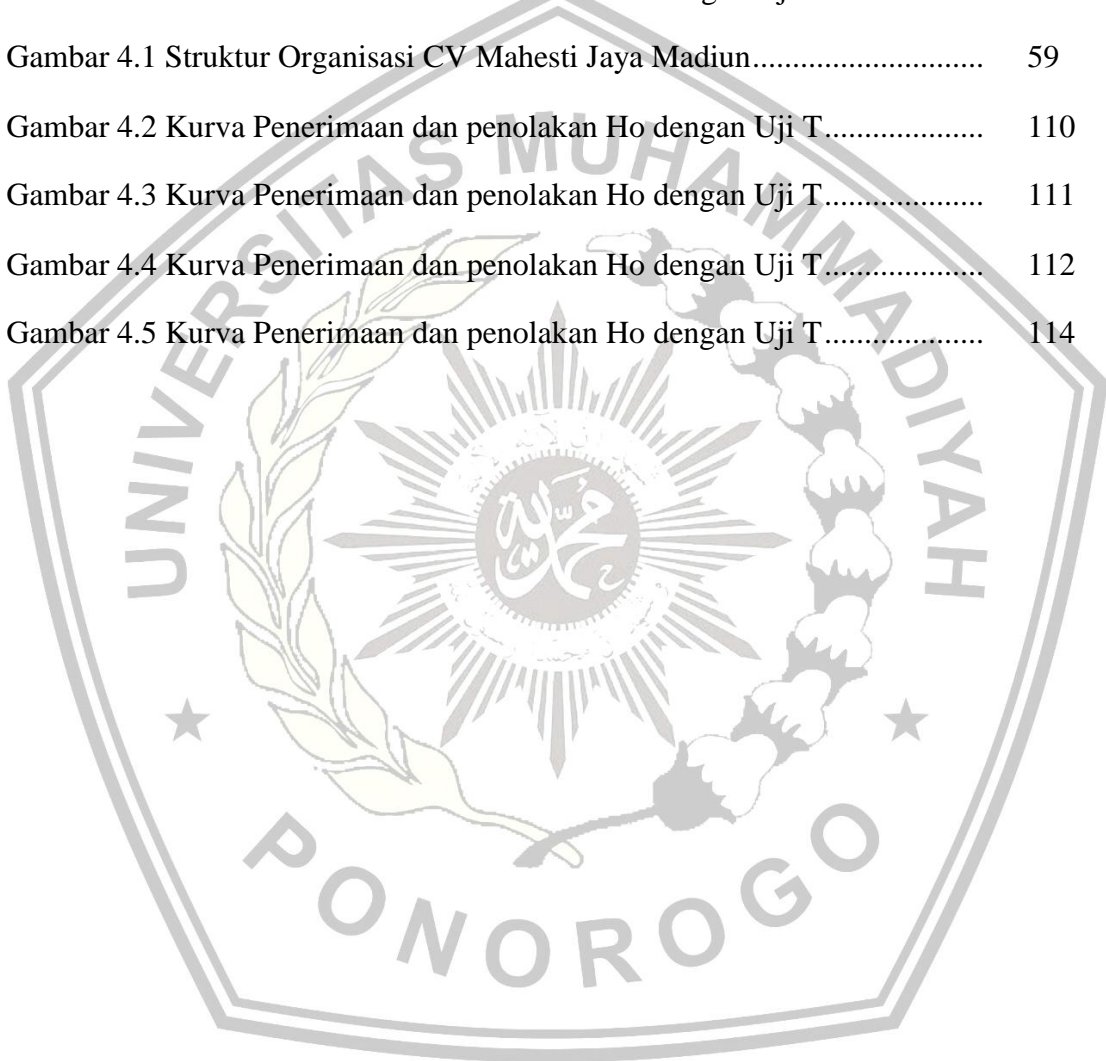 Gambar 4.1 Struktur Organisasi CV Mahesti Jaya Madiun............................. 59
Gambar 4.2 Kurva Penerimaan dan penolakan Ho dengan Uji T.................... 110
Gambar 4.3 Kurva Penerimaan dan penolakan Ho dengan Uji T.................... 111
Gambar 4.4 Kurva Penerimaan dan penolakan Ho dengan Uji T.................... 112
Gambar 4.5 Kurva Penerimaan dan penolakan Ho dengan Uji T.................... 114
UNIVERSITAS MUHAMMADIYAH
PONOROGO
محمدية